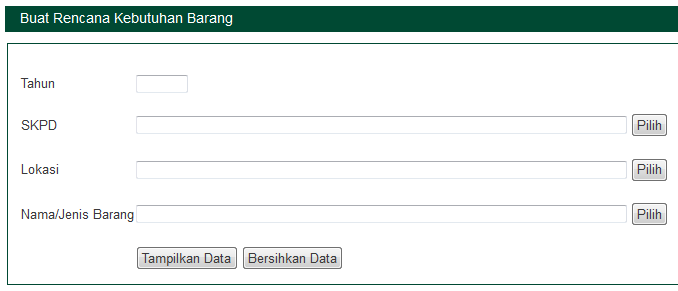 Buat Rencana Kebutuhan Barang
Tahun
SKPD Pilih
Lokasi Pilih
Nama/Jenis Barang Pilih
Tampilkan Data Bersihkan Data